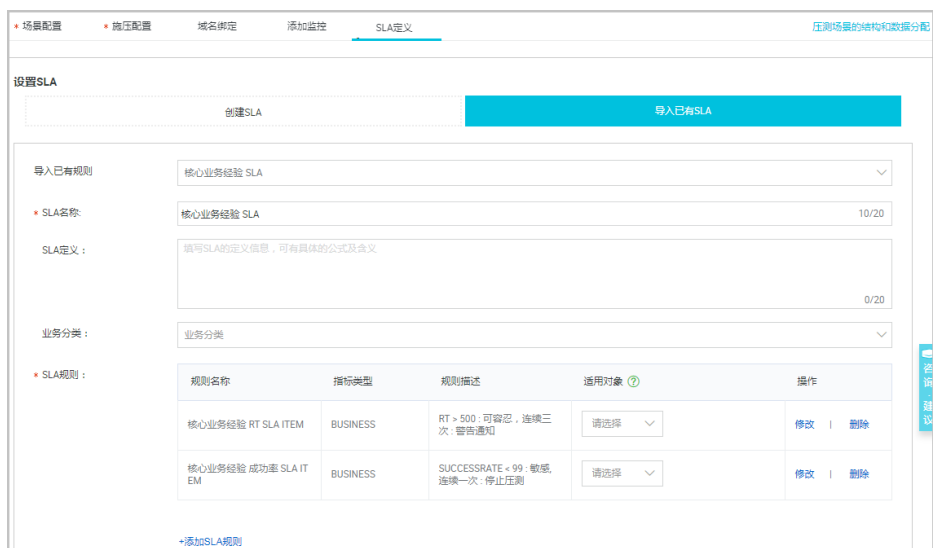 * 场景配置 * 施压配置 域名绑定 添加监控 SLA定义 压测场景的结构和数据分配
设置SLA
创建SLA 导入已有SLA
导入已有规则 核心业务经验 SLA
* SLA名称: 核心业务经验 SLA 10/20
SLA定义： 填写SLA的定义信息，可有具体的公式及含义
0/20
业务分类： 业务分类
* SLA规则：
规则名称 指标类型 规则描述 适用对象 ? 操作
核心业务经验 RT SLA ITEM BUSINESS RT > 500 : 可容忍，连续三
次 : 警告通知 请选择 修改 | 删除
核心业务经验 成功率 SLA IT
EM BUSINESS SUCCESSRATE < 99 : 敏感,
连续一次 : 停止压测 请选择 修改 | 删除
+添加SLA规则
咨询·建议